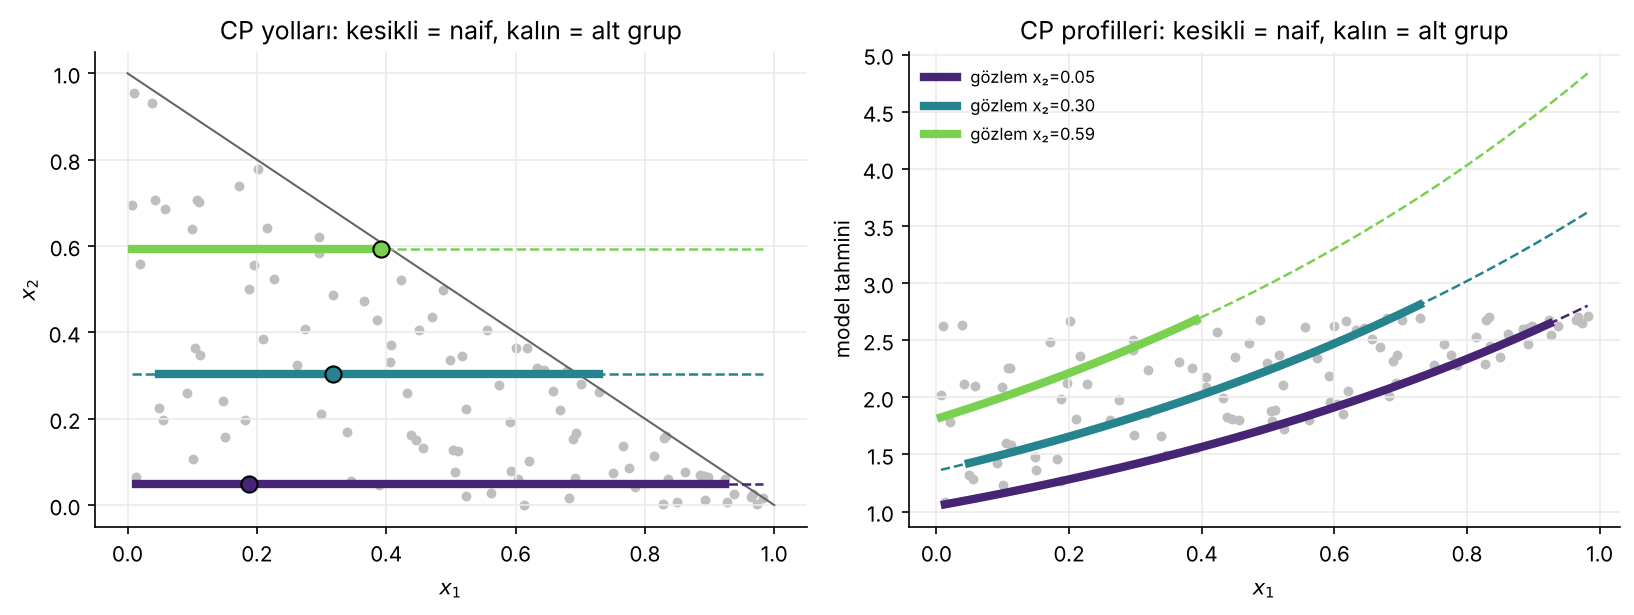 CP yolları: kesikli = naif, kalın = alt grup
1.0
0.8
0.6
0.4
0.2
0.0
x₂
0.0 0.2 0.4 0.6 0.8 1.0
x₁
CP profilleri: kesikli = naif, kalın = alt grup
gözlem x₂=0.05
gözlem x₂=0.30
gözlem x₂=0.59
5.0
4.5
4.0
3.5
3.0
2.5
2.0
1.5
1.0
model tahmini
0.0 0.2 0.4 0.6 0.8 1.0
x₁